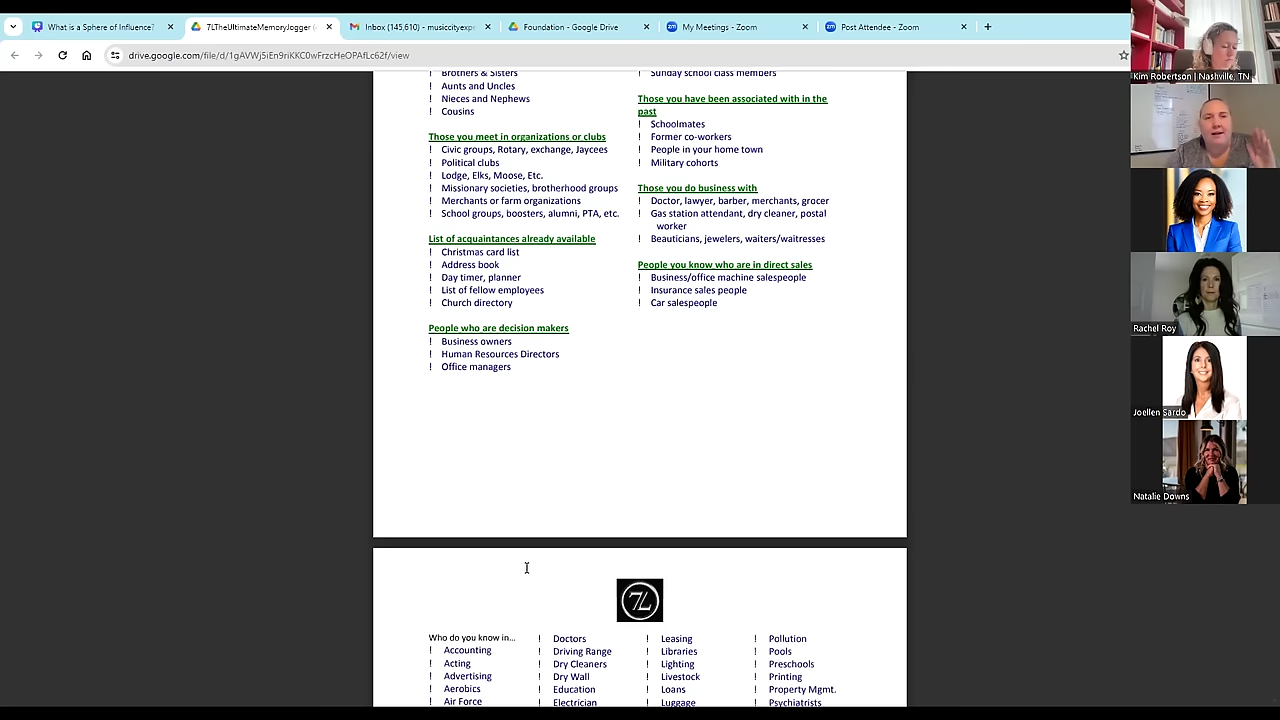 What is a Sphere of Influence?
7LTheUltimateMemoryJogger
Inbox (145,610) - musiccityexp
Foundation - Google Drive
My Meetings - Zoom
Post Attendee - Zoom
drive.google.com/file/d/1gAVWj5iEn9riKKC0wFrzcHeOPAfLc62f/view
Brothers & Sisters
Aunts and Uncles
Nieces and Nephews
Cousins
Those you meet in organizations or clubs
! Civic groups, Rotary, exchange, Jaycees
! Political clubs
! Lodge, Elks, Moose, Etc.
! Missionary societies, brotherhood groups
! Merchants or farm organizations
! School groups, boosters, alumni, PTA, etc.
List of acquaintances already available
! Christmas card list
! Address book
! Day timer, planner
! List of fellow employees
! Church directory
People who are decision makers
! Business owners
! Human Resources Directors
! Office managers
Sunday school class members
Those you have been associated with in the
past
! Schoolmates
! Former co-workers
! People in your home town
! Military cohorts
Those you do business with
! Doctor, lawyer, barber, merchants, grocer
! Gas station attendant, dry cleaner, postal
worker
! Beauticians, jewelers, waiters/waitresses
People you know who are in direct sales
! Business/office machine salespeople
! Insurance sales people
! Car salespeople
7L
Who do you know in...
! Accounting
! Acting
! Advertising
! Aerobics
! Air Force
! Doctors
! Driving Range
! Dry Cleaners
! Dry Wall
! Education
! Electrician
! Leasing
! Libraries
! Lighting
! Livestock
! Loans
! Luggage
! Pollution
! Pools
! Preschools
! Printing
! Property Mgmt.
! Psychiatrists
Kim Robertson | Nashville, TN
Rachel Roy
Joellen Sardo
Natalie Downs